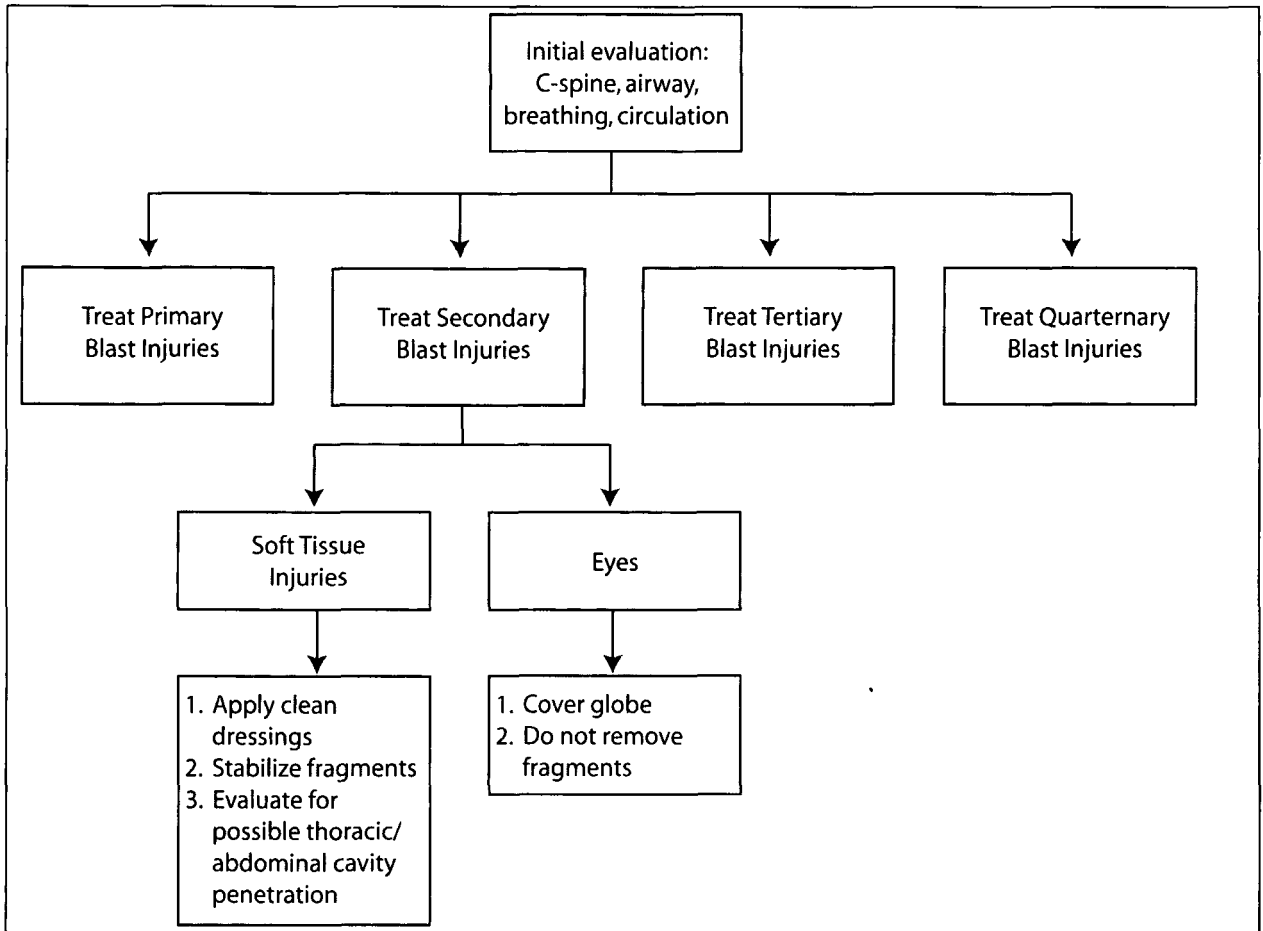 Initial evaluation:
C-spine, airway,
breathing, circulation
Treat Primary
Blast Injuries
Treat Secondary
Blast Injuries
Treat Tertiary
Blast Injuries
Treat Quarternary
Blast Injuries
Soft Tissue
Injuries
Eyes
1. Apply clean
dressings
2. Stabilize fragments
3. Evaluate for
possible thoracic/
abdominal cavity
penetration
1. Cover globe
2. Do not remove
fragments